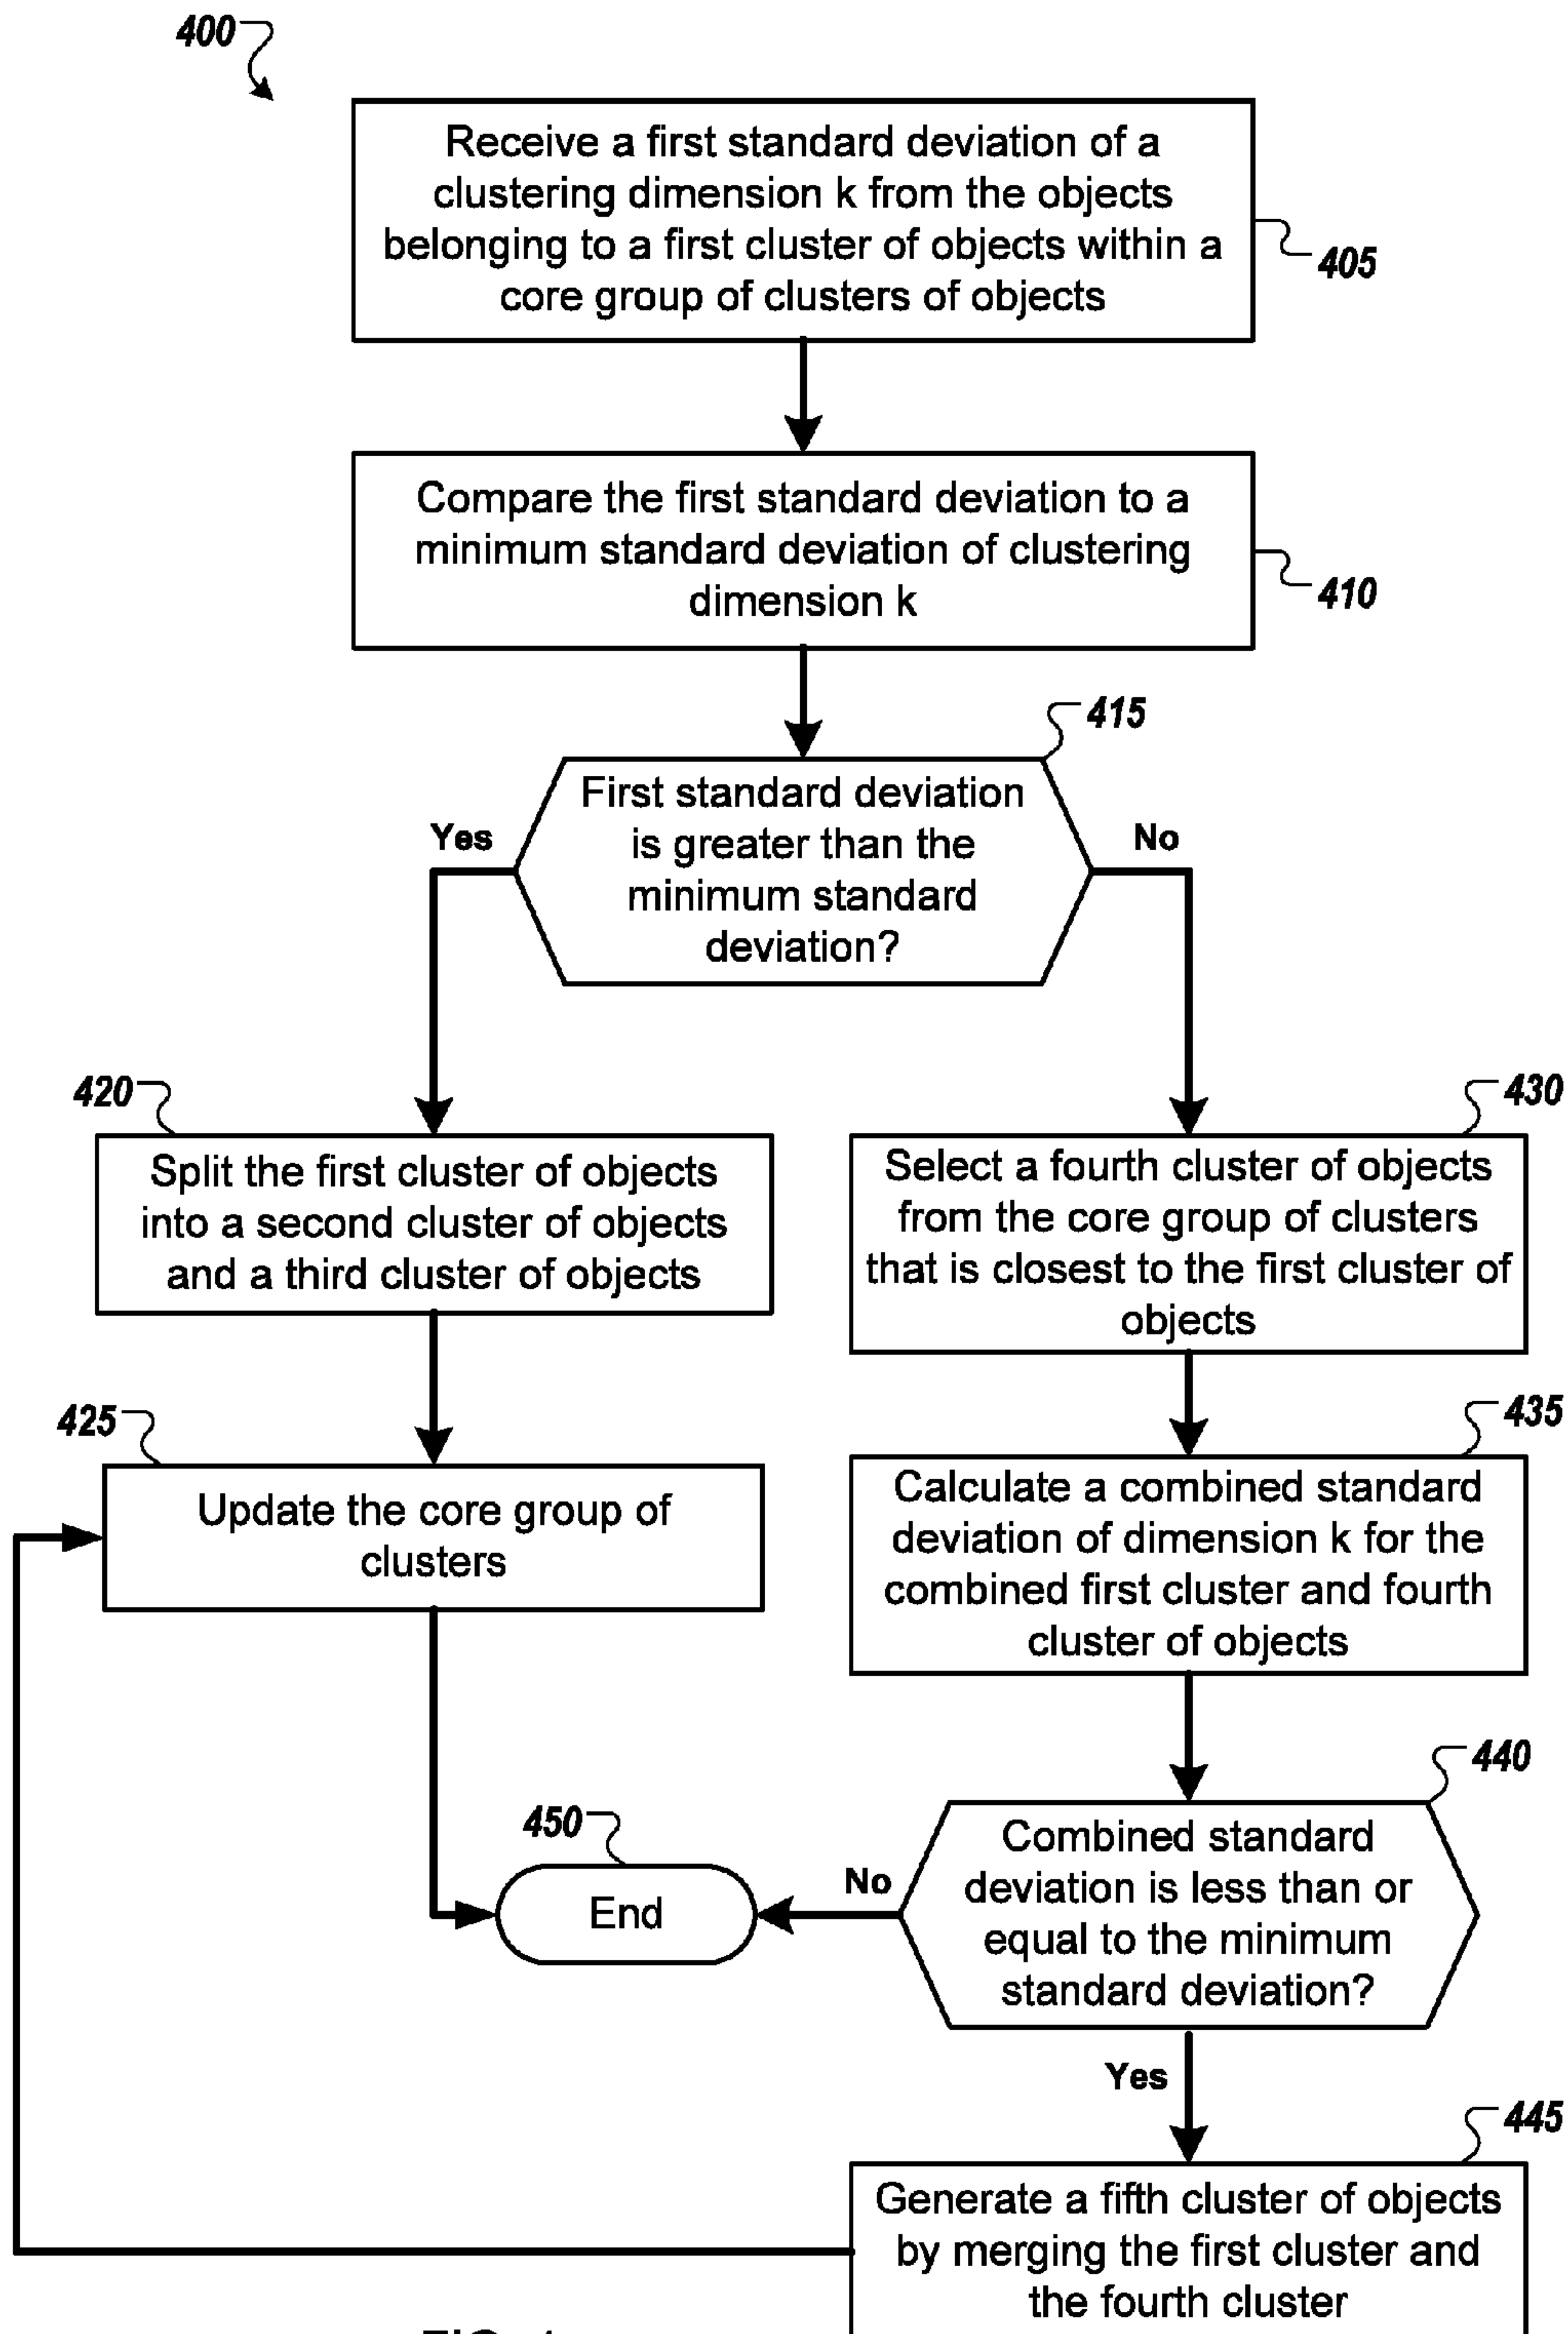 400
Receive a first standard deviation of a
clustering dimension k from the objects
belonging to a first cluster of objects within a
core group of clusters of objects
405
Compare the first standard deviation to a
minimum standard deviation of clustering
dimension k
410
415
First standard deviation
is greater than the
minimum standard
deviation?
Yes
No
420
Split the first cluster of objects
into a second cluster of objects
and a third cluster of objects
430
Select a fourth cluster of objects
from the core group of clusters
that is closest to the first cluster of
objects
425
Update the core group of
clusters
435
Calculate a combined standard
deviation of dimension k for the
combined first cluster and fourth
cluster of objects
440
Combined standard
deviation is less than or
equal to the minimum
standard deviation?
450
End
No
Yes
445
Generate a fifth cluster of objects
by merging the first cluster and
the fourth cluster